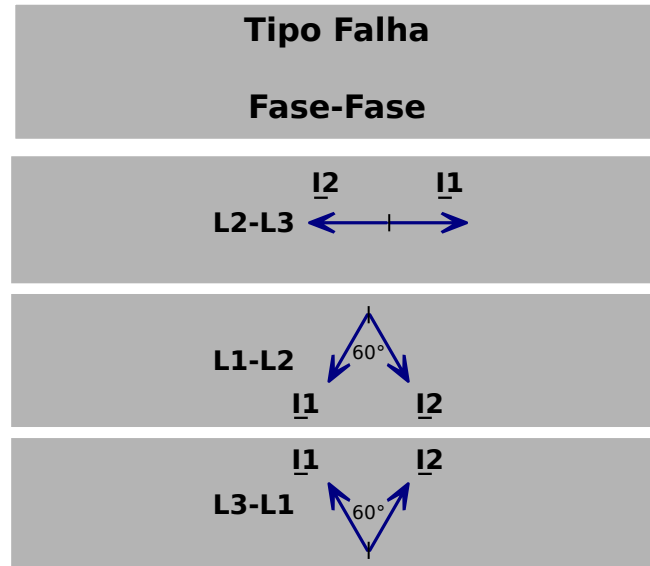 Tipo Falha
Fase-Fase
I2 I1
L2-L3
60°
L1-L2
I1 I2
I1 I2
L3-L1
60°